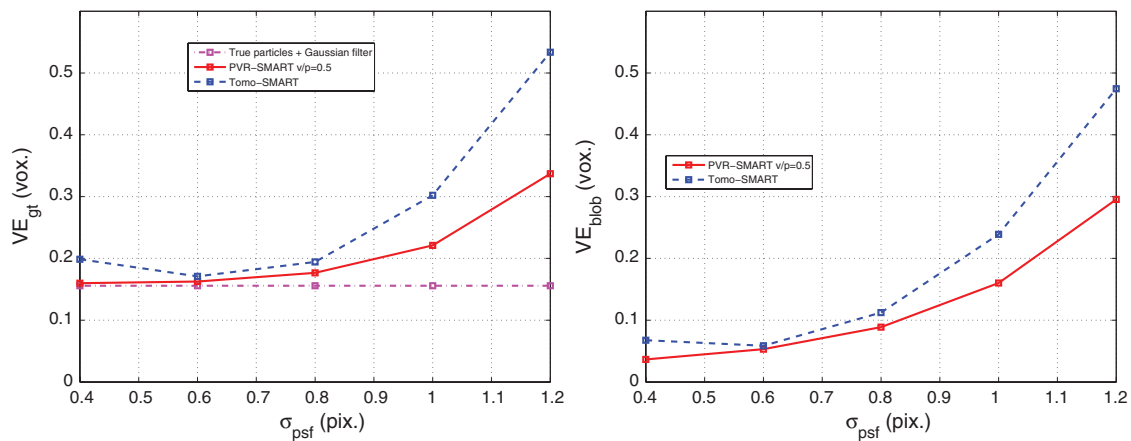 True particles + Gaussian filter
PVR-SMART v/p=0.5
Tomo-SMART
VE_gt (vox.)
0.5
0.4
0.3
0.2
0.1
0
0.4 0.5 0.6 0.7 0.8 0.9 1 1.1 1.2
σ_psf (pix.)
PVR-SMART v/p=0.5
Tomo-SMART
VE_blob (vox.)
0.5
0.4
0.3
0.2
0.1
0
0.4 0.5 0.6 0.7 0.8 0.9 1 1.1 1.2
σ_psf (pix.)